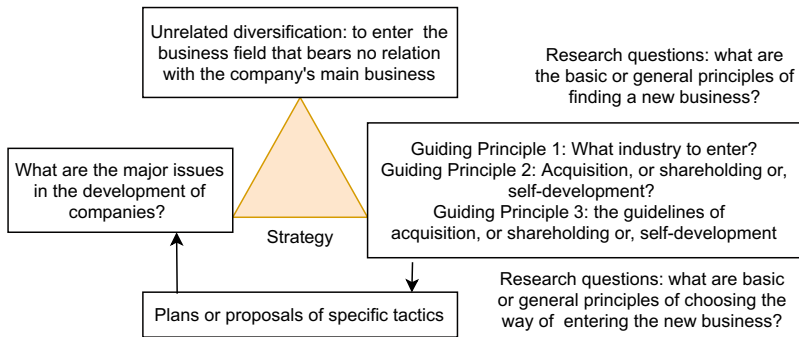 Unrelated diversification: to enter the
business field that bears no relation
with the company's main business
Research questions: what are
the basic or general principles of
finding a new business?
What are the major issues
in the development of
companies?
Guiding Principle 1: What industry to enter?
Guiding Principle 2: Acquisition, or shareholding or,
self-development?
Guiding Principle 3: the guidelines of
acquisition, or shareholding or, self-development
Strategy
Plans or proposals of specific tactics
Research questions: what are basic
or general principles of choosing the
way of entering the new business?